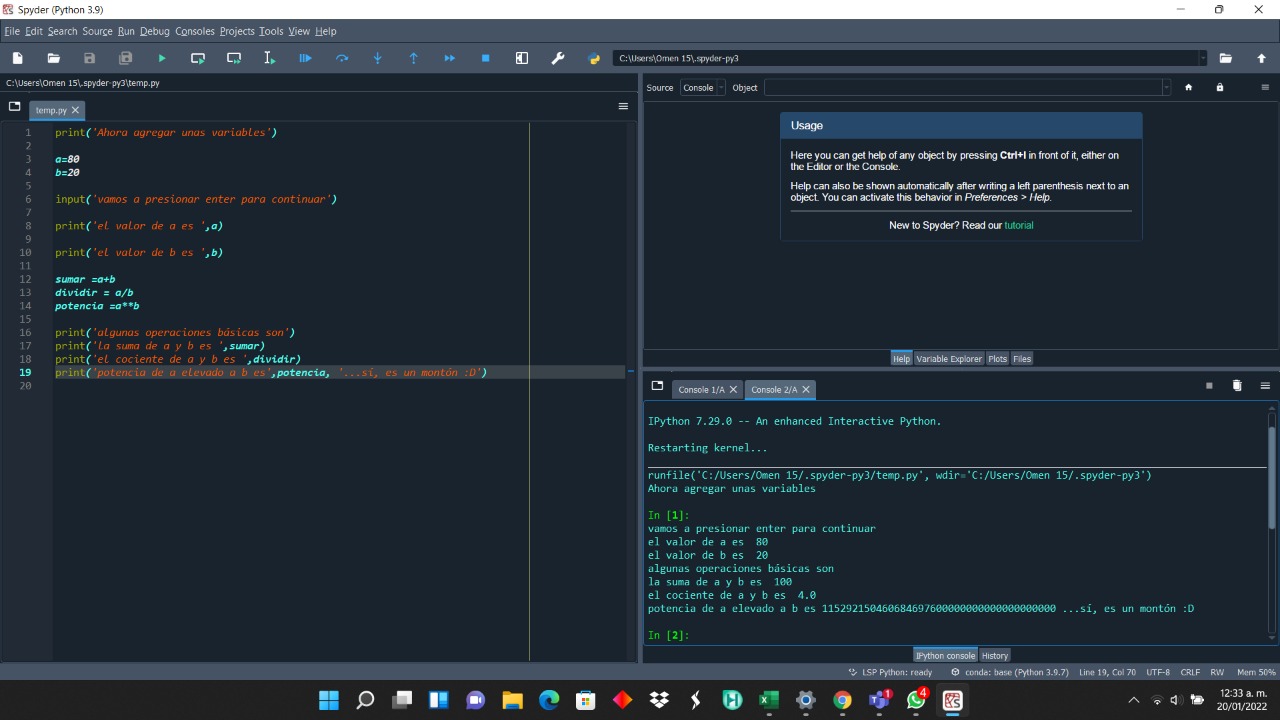 Spyder (Python 3.9)
File Edit Search Source Run Debug Consoles Projects Tools View Help
C:\Users\Omen 15\.spyder-py3
C:\Users\Omen 15\.spyder-py3\temp.py
temp.py
1 print('Ahora agregar unas variables')
2
3 a=80
4 b=20
5
6 input('vamos a presionar enter para continuar')
7
8 print('el valor de a es ',a)
9
10 print('el valor de b es ',b)
11
12 sumar =a+b
13 dividir = a/b
14 potencia =a**b
15
16 print('algunas operaciones básicas son')
17 print('la suma de a y b es ',sumar)
18 print('el cociente de a y b es ',dividir)
19 print('potencia de a elevado a b es',potencia, '...sí, es un montón :D')
20
Source Console Object
Usage
Here you can get help of any object by pressing Ctrl+I in front of it, either on
the Editor or the Console.
Help can also be shown automatically after writing a left parenthesis next to an
object. You can activate this behavior in Preferences > Help.
New to Spyder? Read our tutorial
Help Variable Explorer Plots Files
Console 1/A Console 2/A
IPython 7.29.0 -- An enhanced Interactive Python.
Restarting kernel...
runfile('C:/Users/Omen 15/.spyder-py3/temp.py', wdir='C:/Users/Omen 15/.spyder-py3')
Ahora agregar unas variables
In [1]:
vamos a presionar enter para continuar
el valor de a es  80
el valor de b es  20
algunas operaciones básicas son
la suma de a y b es  100
el cociente de a y b es  4.0
potencia de a elevado a b es 115292150460684697600000000000000000000 ...sí, es un montón :D
In [2]:
IPython console History
LSP Python: ready conda: base (Python 3.9.7) Line 19, Col 70 UTF-8 CRLF RW Mem 50%
1
4
12:33 a. m.
20/01/2022